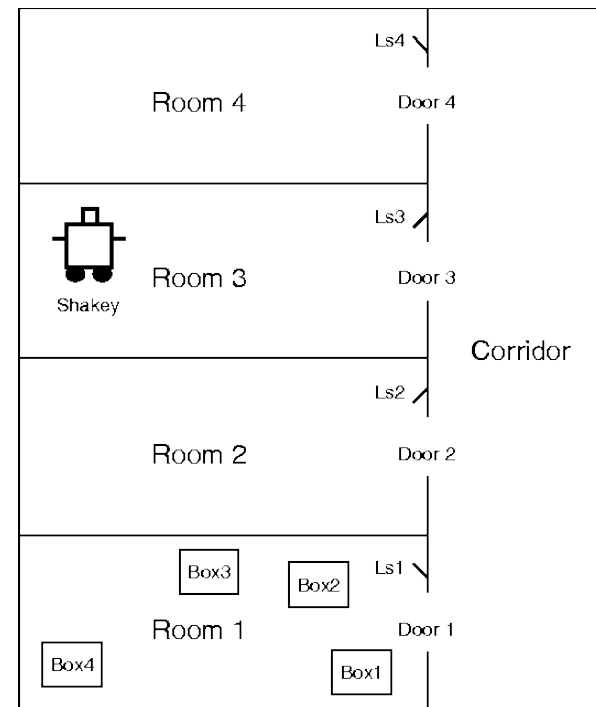 Ls4
Room 4
Door 4
Ls3
Room 3
Door 3
Shakey
Corridor
Ls2
Room 2
Door 2
Box3
Box2
Ls1
Room 1
Door 1
Box4
Box1